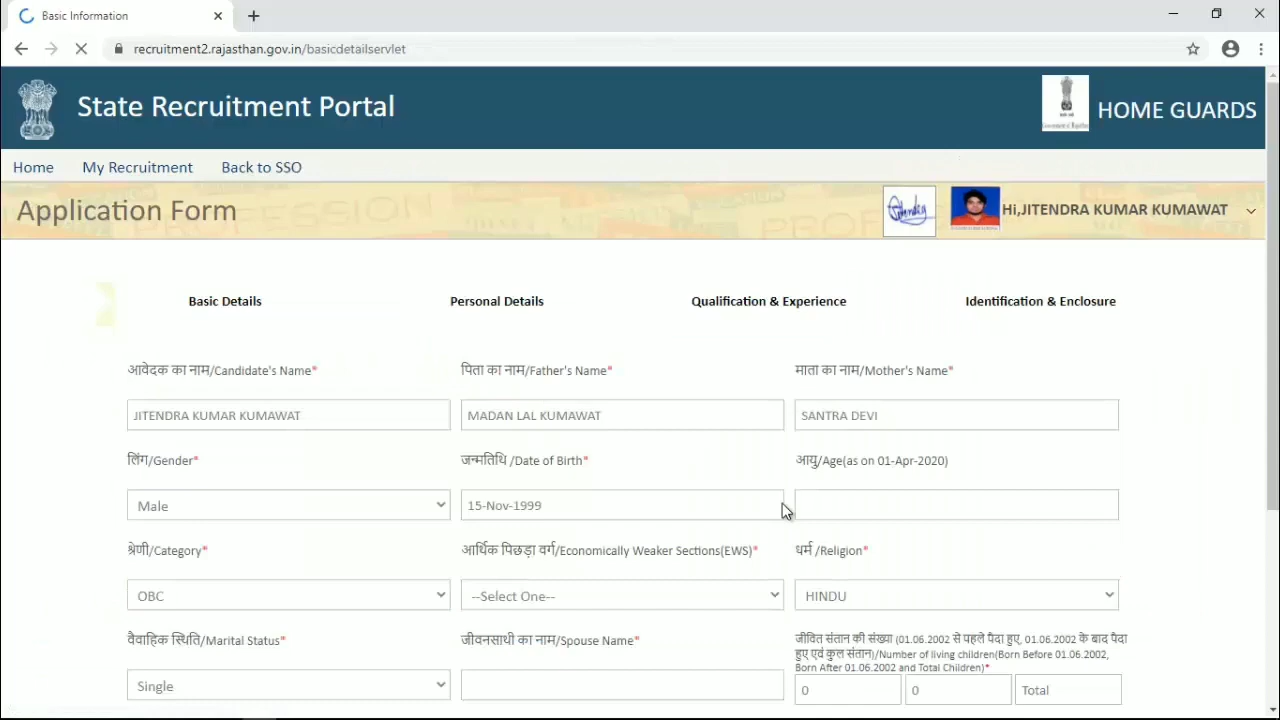 Basic Information
recruitment2.rajasthan.gov.in/basicdetailservlet
State Recruitment Portal
HOME GUARDS
Home My Recruitment Back to SSO
Application Form
Hi,JITENDRA KUMAR KUMAWAT
Basic Details Personal Details Qualification & Experience Identification & Enclosure
आवेदक का नाम/Candidate's Name* पिता का नाम/Father's Name* माता का नाम/Mother's Name*
JITENDRA KUMAR KUMAWAT MADAN LAL KUMAWAT SANTRA DEVI
लिंग/Gender* जन्मतिथि /Date of Birth* आयु/Age(as on 01-Apr-2020)
Male 15-Nov-1999
श्रेणी/Category* आर्थिक पिछड़ा वर्ग/Economically Weaker Sections(EWS)* धर्म /Religion*
OBC --Select One-- HINDU
वैवाहिक स्थिति/Marital Status* जीवनसाथी का नाम/Spouse Name*
जीवित संतान की संख्या (01.06.2002 से पहले पैदा हुए, 01.06.2002 के बाद पैदा
हुए एवं कुल संतान)/Number of living children(Born Before 01.06.2002,
Born After 01.06.2002 and Total Children)*
Single 0 0 Total